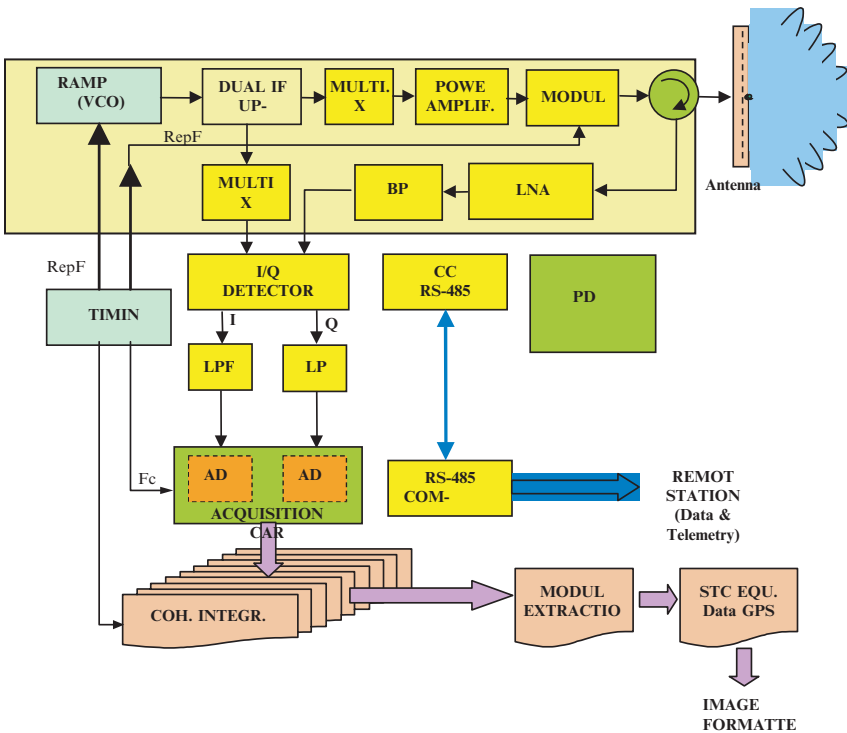 RAMP
(VCO)
DUAL IF
UP-
MULTI.
X
POWE
AMPLIF.
MODUL
RepF
MULTI
X
BP
LNA
Antenna
RepF
TIMIN
I/Q
DETECTOR
CC
RS-485
PD
I
Q
LPF
LP
Fc
AD
AD
ACQUISITION
CAR
RS-485
COM-
REMOT
STATION
(Data &
Telemetry)
COH. INTEGR.
MODUL
EXTRACTIO
STC EQU.
Data GPS
IMAGE
FORMATTE